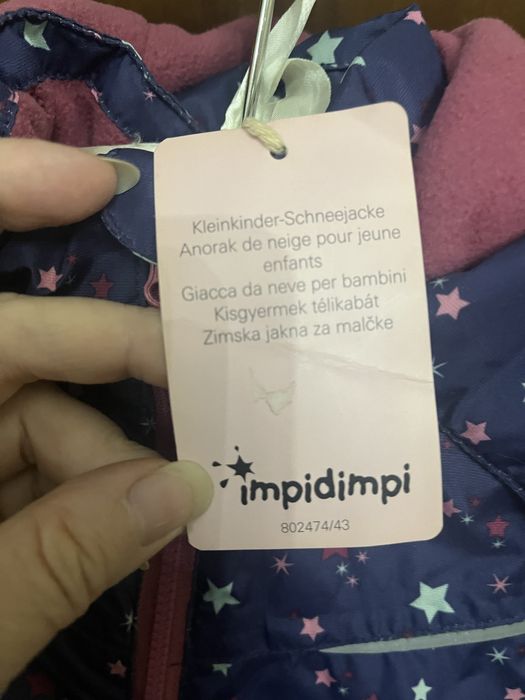 Kleinkinder-Schneejacke
Anorak de neige pour jeune
enfants
Giacca da neve per bambini
Kisgyermek télikabát
Zimska jakna za malčke
impidimpi
802474/43